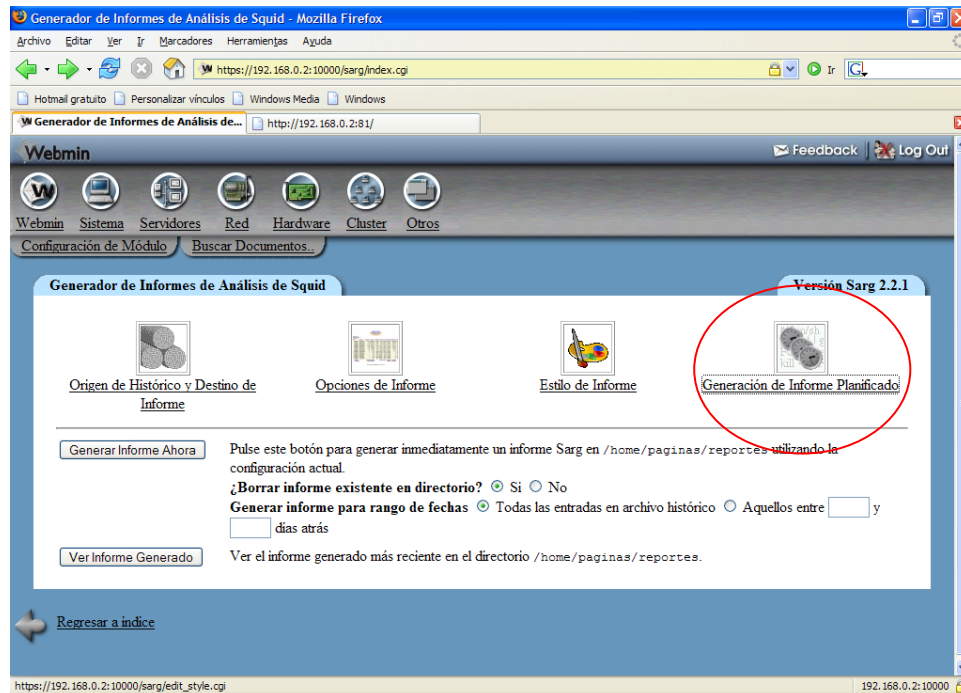 Generador de Informes de Análisis de Squid - Mozilla Firefox
Archivo Editar Ver Ir Marcadores Herramientas Ayuda
https://192.168.0.2:10000/sarg/index.cgi Ir G
Hotmail gratuito Personalizar vínculos Windows Media Windows
Generador de Informes de Análisis de... http://192.168.0.2:81/
Webmin Feedback Log Out
Webmin Sistema Servidores Red Hardware Cluster Otros
Configuración de Módulo Buscar Documentos..
Generador de Informes de Análisis de Squid Versión Sarg 2.2.1
Origen de Histórico y Destino de Informe
Opciones de Informe
Estilo de Informe
Generación de Informe Planificado
Generar Informe Ahora
Pulse este botón para generar inmediatamente un informe Sarg en /home/paginas/reportes utilizando la
configuración actual.
¿Borrar informe existente en directorio? Si No
Generar informe para rango de fechas Todas las entradas en archivo histórico Aquellos entre y
días atrás
Ver Informe Generado
Ver el informe generado más reciente en el directorio /home/paginas/reportes.
Regresar a índice
https://192.168.0.2:10000/sarg/edit_style.cgi 192.168.0.2:10000